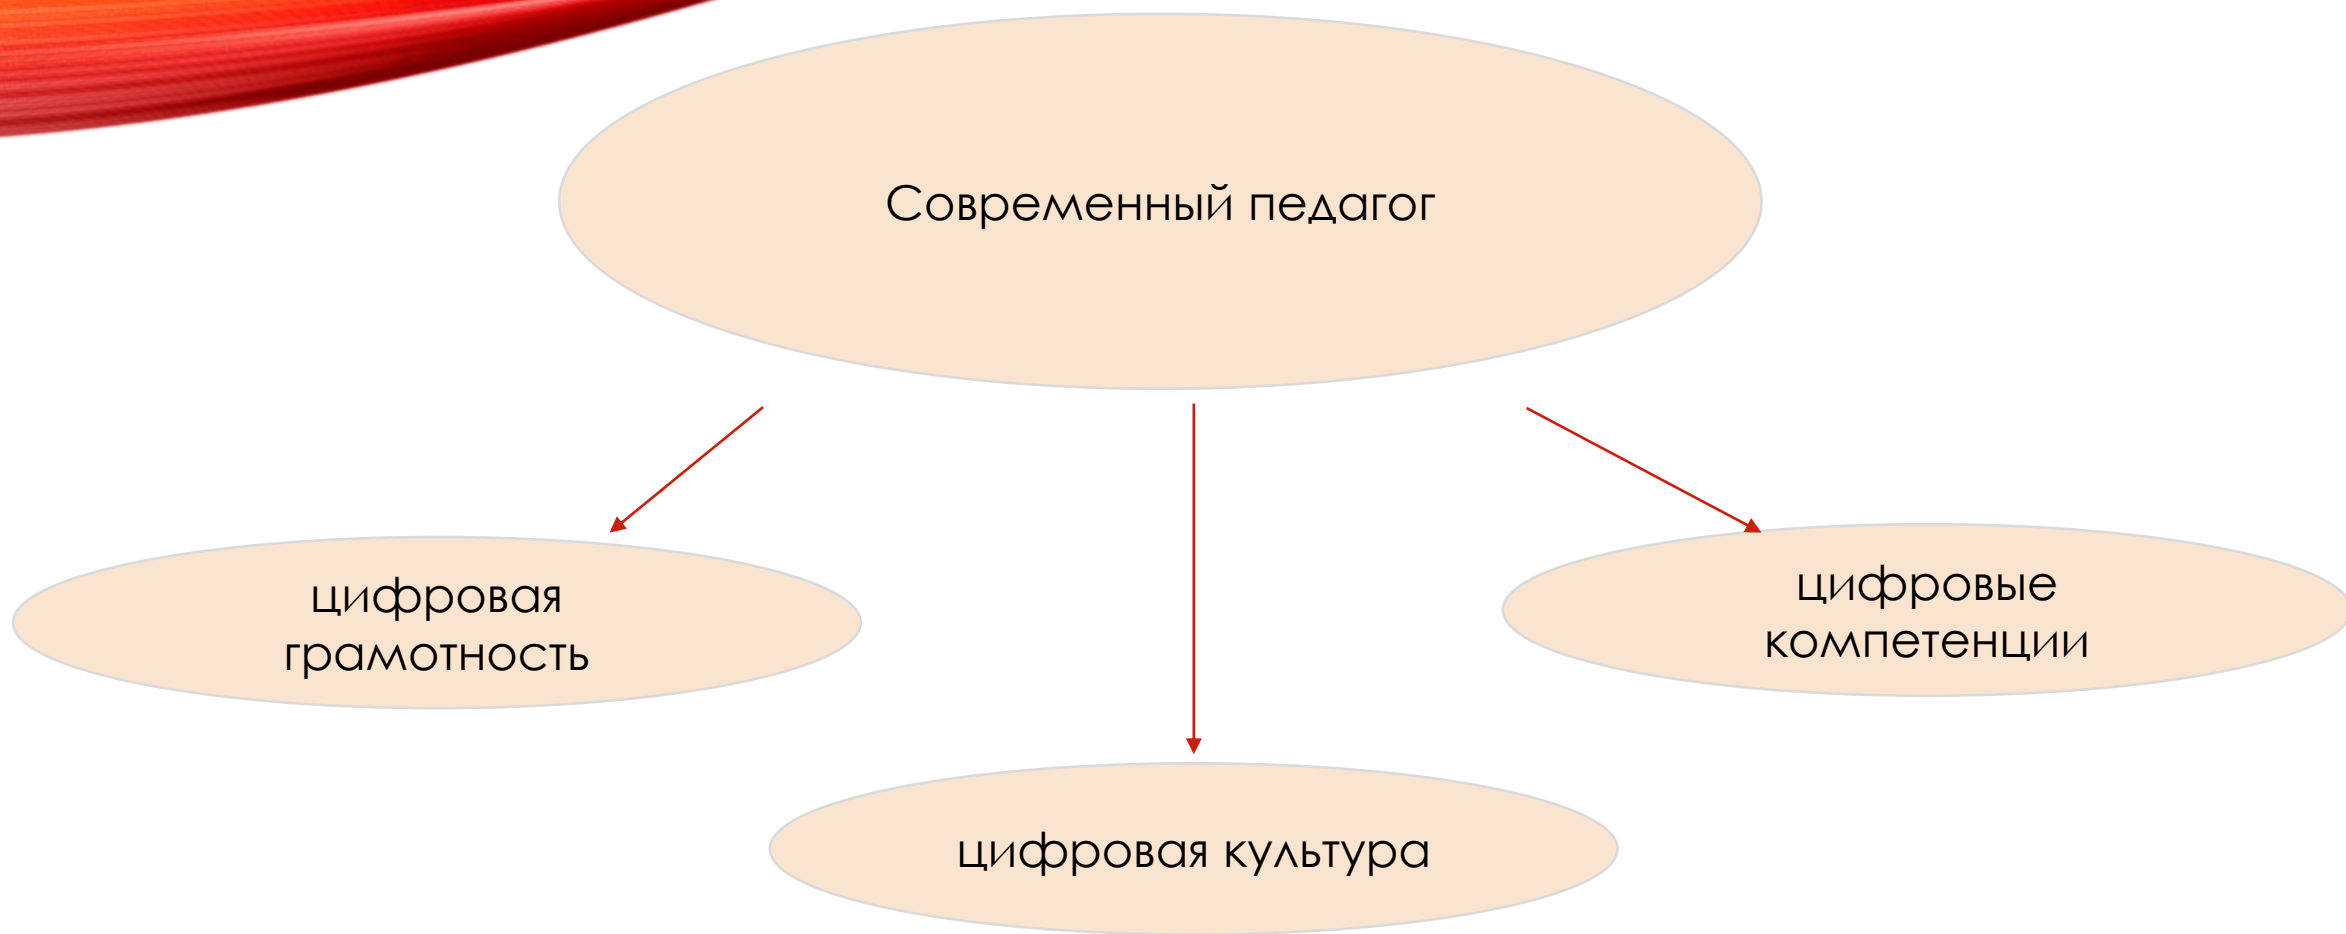 Современный педагог
цифровая
грамотность
цифровые
компетенции
цифровая культура